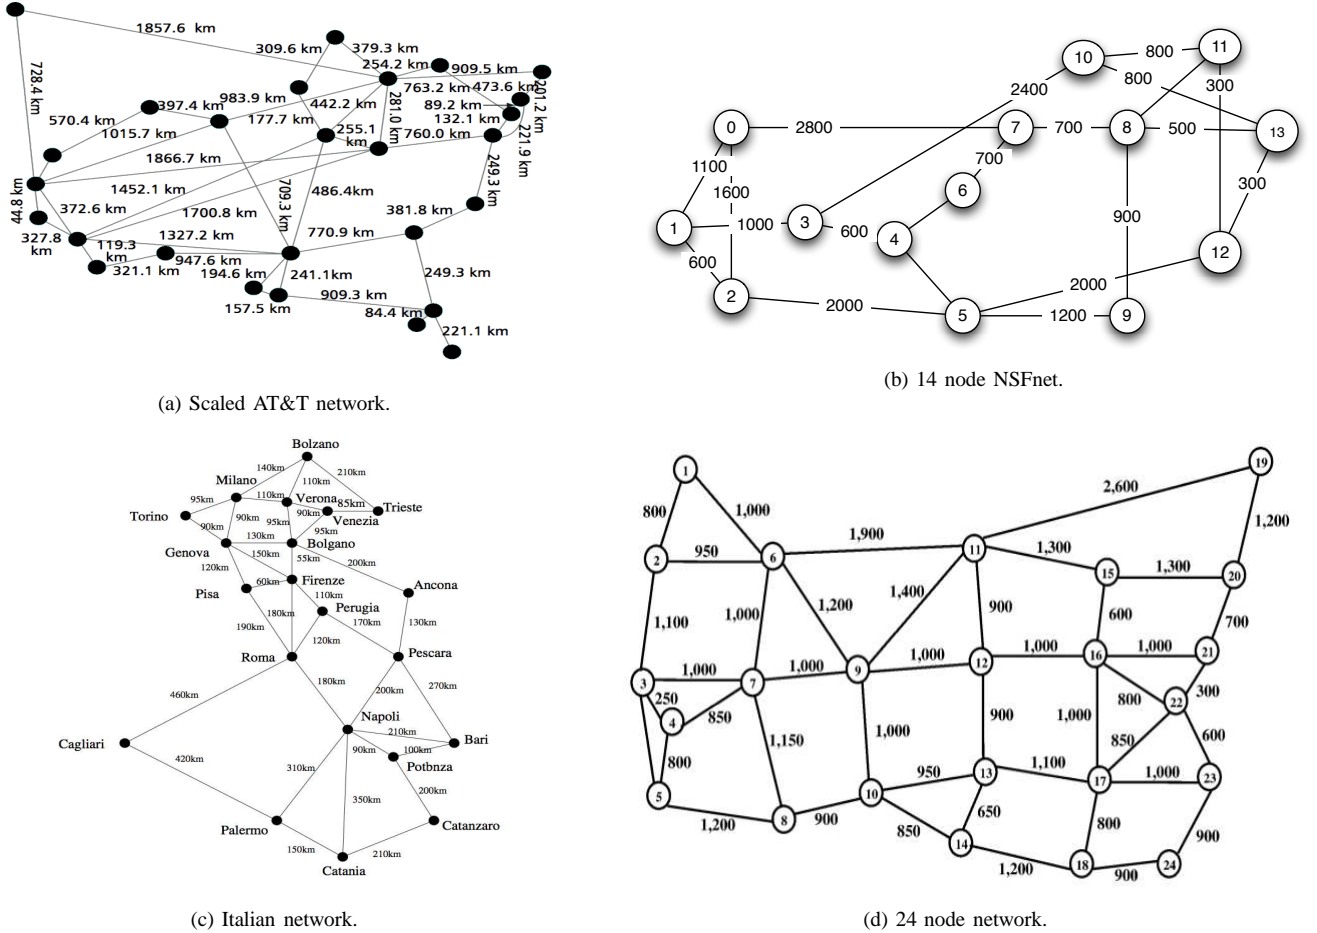 1857.6 km
309.6 km
379.3 km
254.2 km
909.5 km
728.4 km
763.2 km
473.6 km
201.2 km
983.9 km
397.4 km
442.2 km
281.0 km
89.2 km
132.1 km
570.4 km
177.7 km
1015.7 km
255.1 km
760.0 km
221.9 km
1866.7 km
249.3 km
1452.1 km
486.4km
44.8 km
372.6 km
1700.8 km
709.3 km
381.8 km
327.8 km
1327.2 km
770.9 km
119.3 km
947.6 km
321.1 km
194.6 km
241.1km
249.3 km
157.5 km
909.3 km
84.4 km
221.1 km
(a) Scaled AT&T network.
11
10
800
800
300
2400
0
2800
7
700
8
500
13
1100
700
1600
6
300
1
1000
3
600
4
900
600
12
2
2000
2000
5
1200
9
(b) 14 node NSFnet.
Bolzano
140km
210km
Milano
110km
110km
Verona
85km
Trieste
95km
Torino
90km
90km
95km
90km
Venezia
95km
130km
Bolgano
Genova
150km
55km
200km
120km
60km
Firenze
Ancona
Pisa
110km
Perugia
180km
170km
130km
190km
120km
Roma
Pescara
180km
460km
200km
270km
Napoli
210km
Cagliari
90km
100km
Bari
Potbnza
420km
310km
200km
350km
Palermo
Catanzaro
150km
210km
Catania
(c) Italian network.
1
19
2,600
800
1,000
1,200
1,900
11
950
6
2
1,300
15
1,300
20
1,200
1,400
1,100
1,000
900
600
700
1,000
1,000
9
1,000
12
1,000
16
1,000
21
3
250
7
850
4
800
300
22
1,000
900
1,000
850
600
1,150
800
950
13
1,100
17
1,000
23
5
10
650
1,200
8
900
850
800
900
14
1,200
18
900
24
(d) 24 node network.